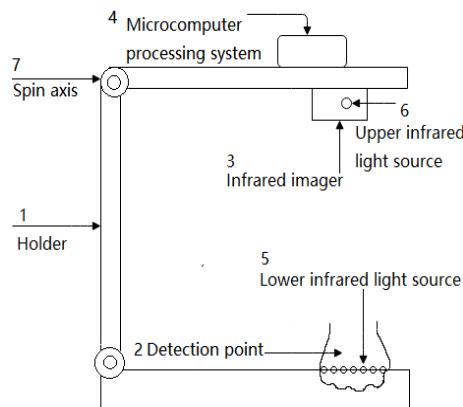 4
Microcomputer
processing system
7
Spin axis
6
Upper infrared
light source
3
Infrared imager
1
Holder
5
Lower infrared light source
2 Detection point